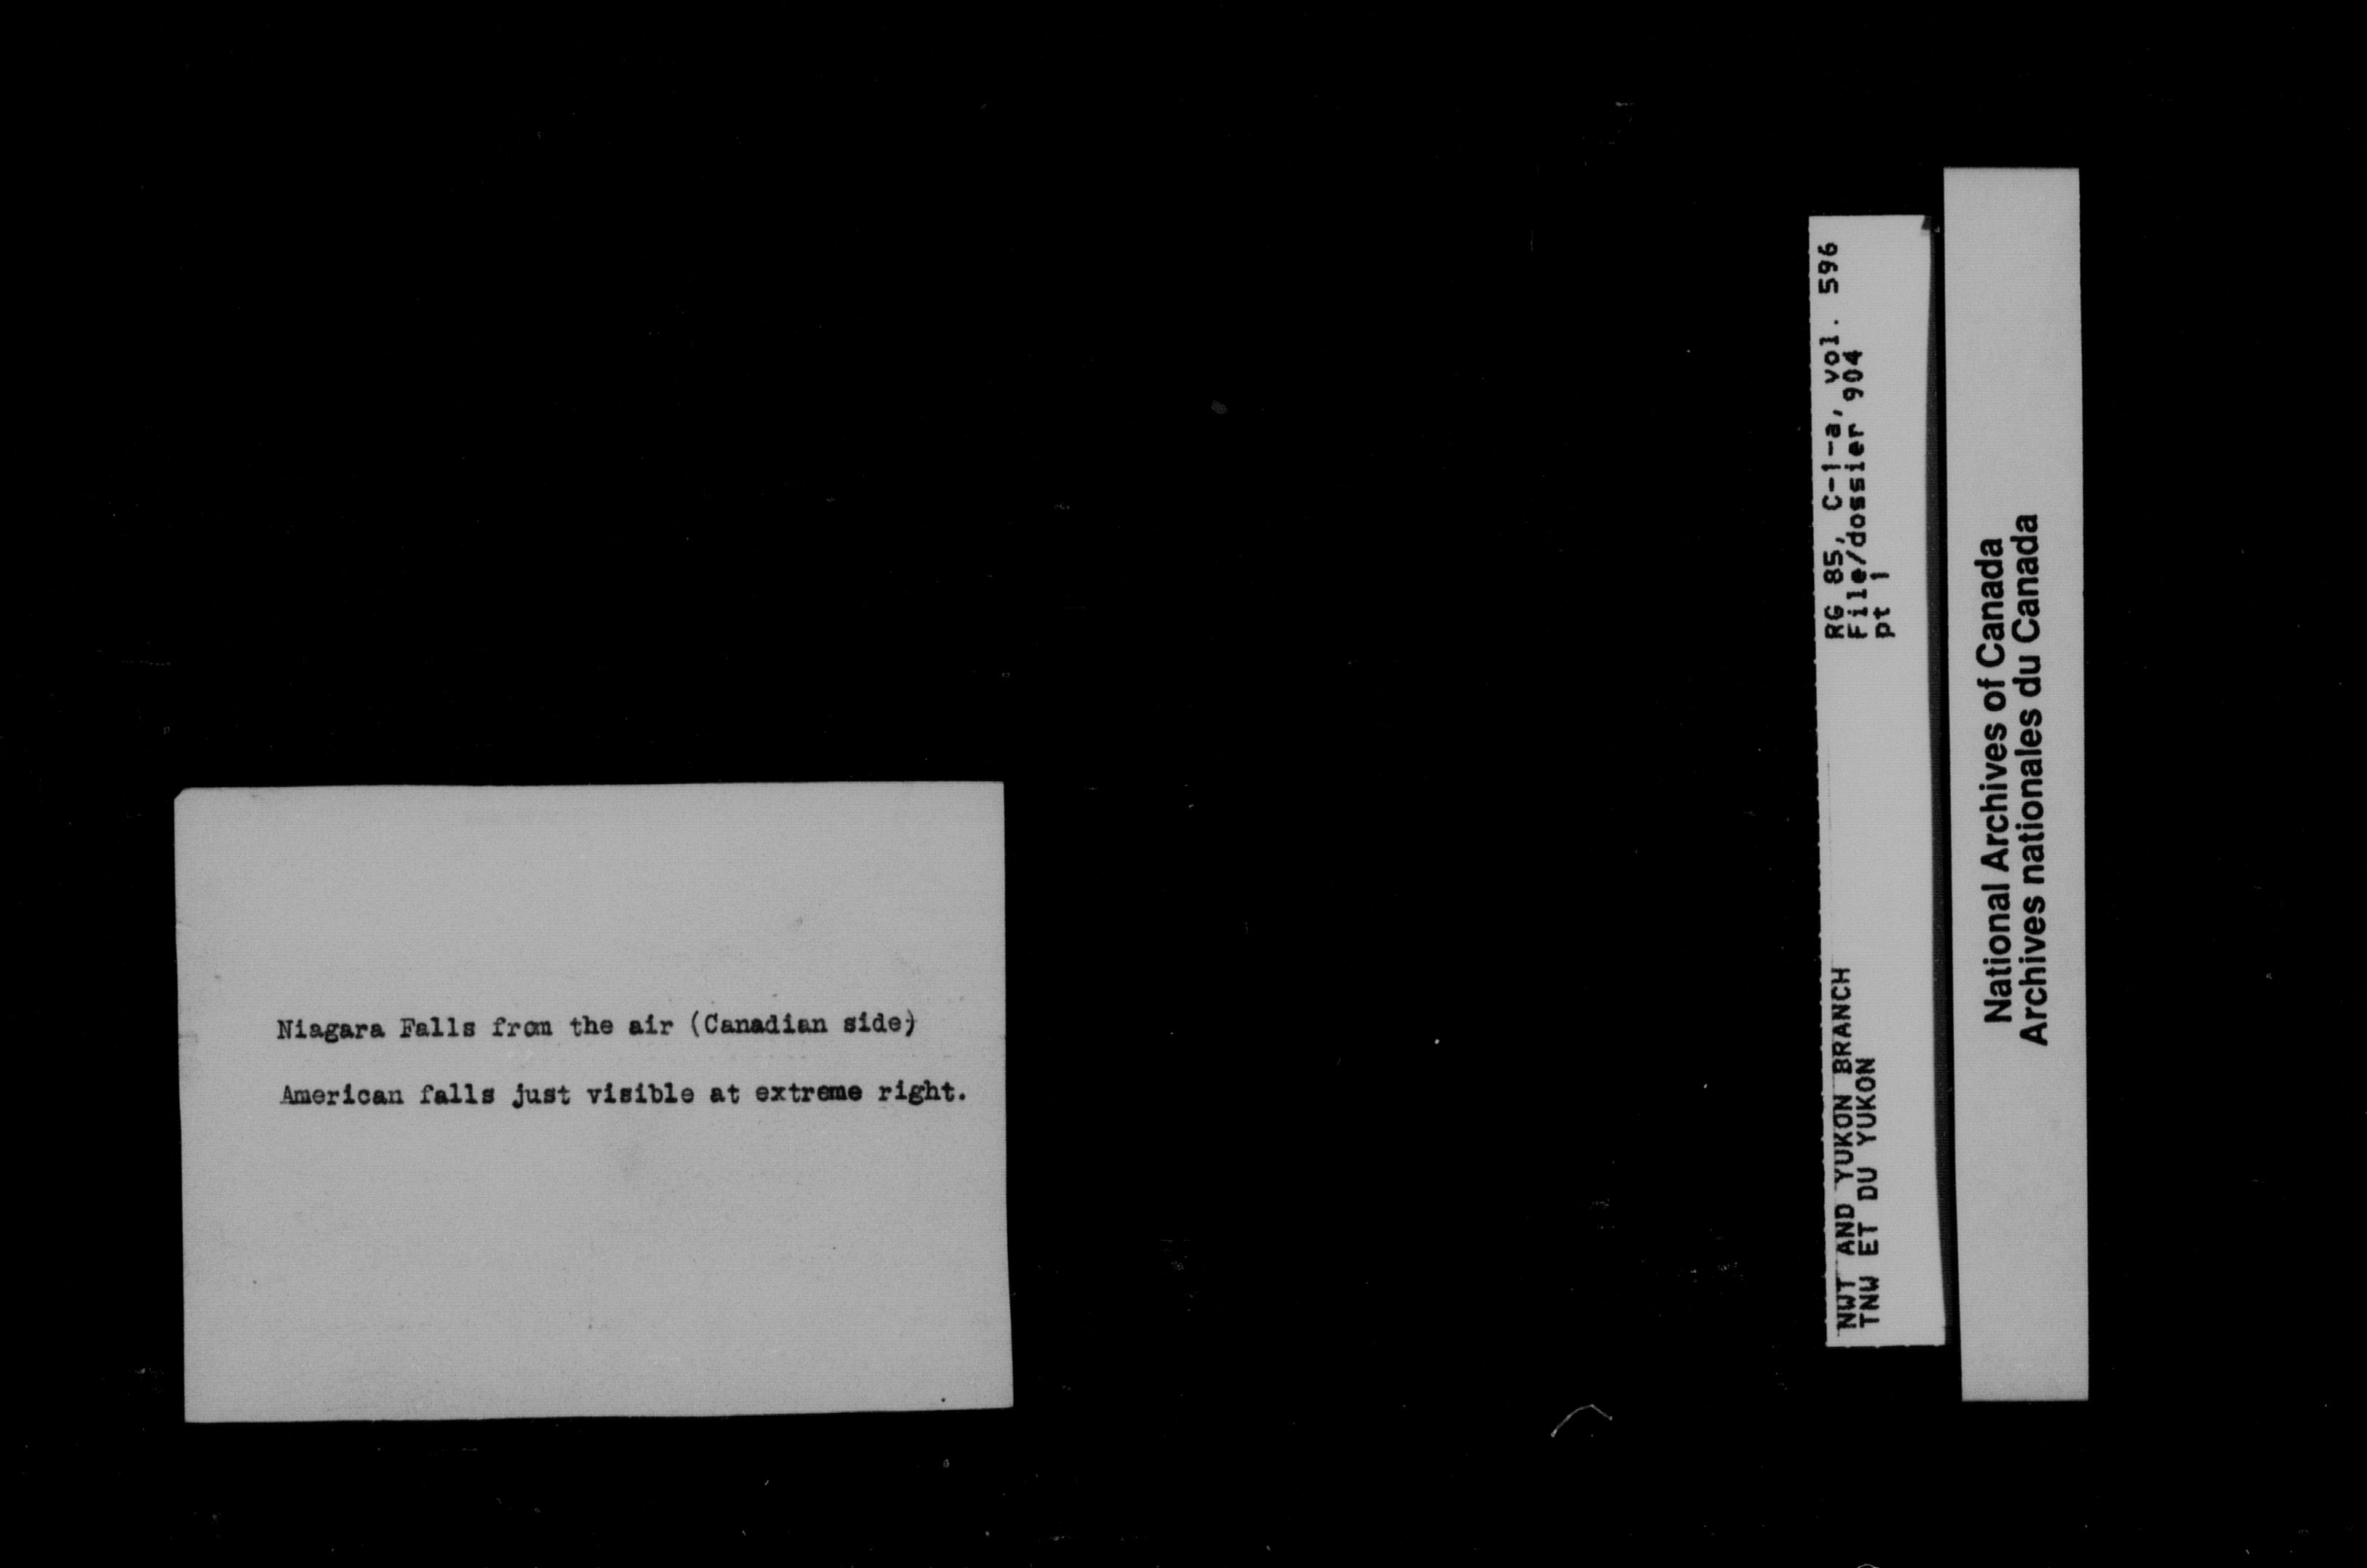 Niagara Falls from the air (Canadian side)
American falls just visible at extreme right.
NWT AND YUKON BRANCH
TNW ET DU YUKON
RG 85, C-1-a, vol. 596
File/dossier 904
pt 1
National Archives of Canada
Archives nationales du Canada